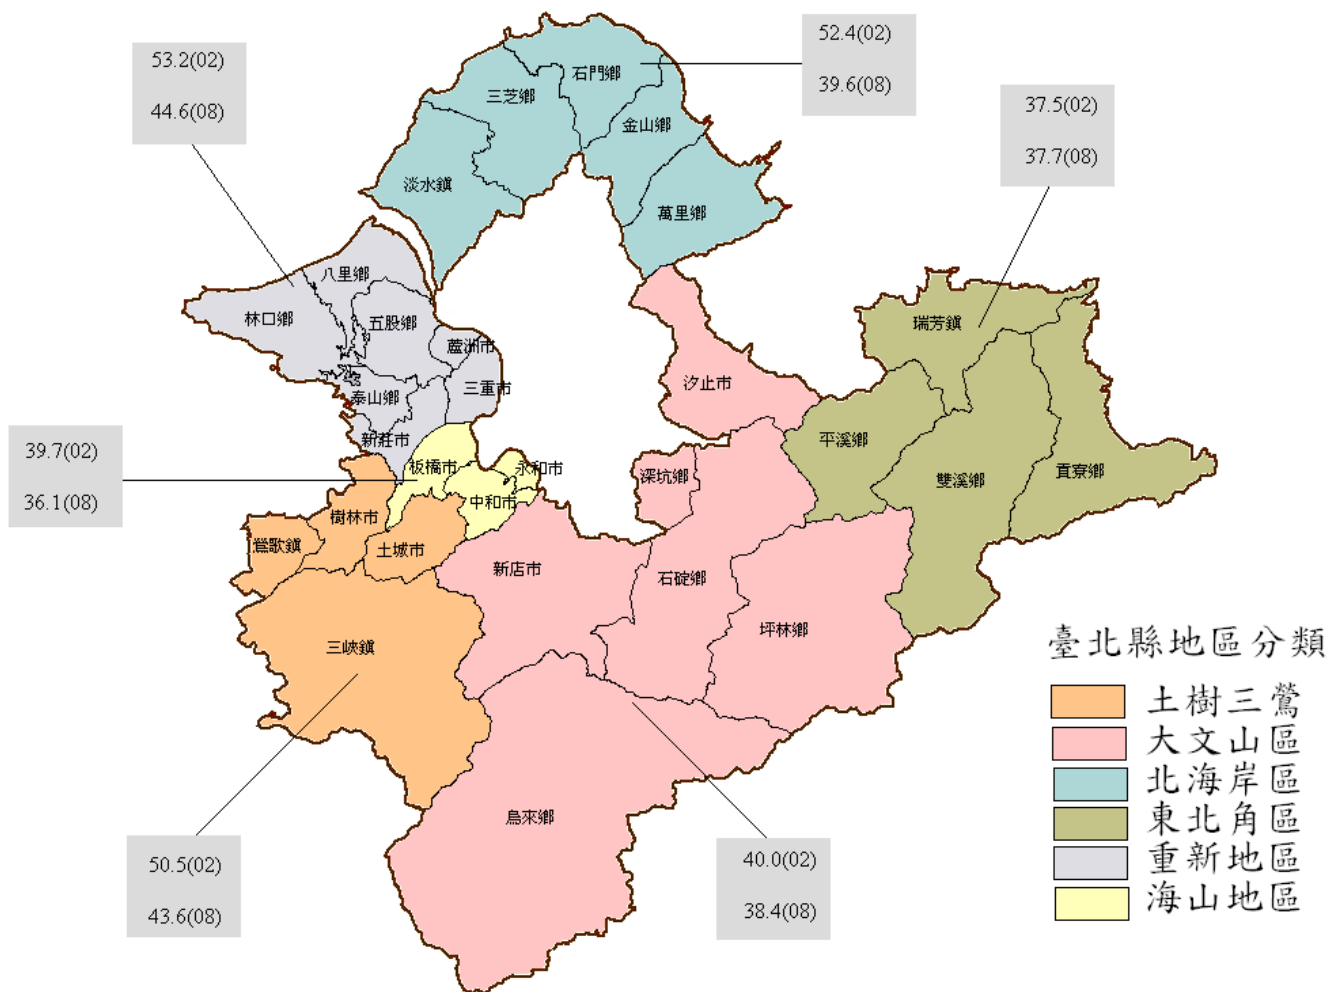 53.2(02)
44.6(08)
52.4(02)
39.6(08)
37.5(02)
37.7(08)
石門鄉
三芝鄉
金山鄉
淡水鎮
萬里鄉
八里鄉
林口鄉
五股鄉
蘆洲市
三重市
泰山鄉
新莊市
瑞芳鎮
汐止市
平溪鄉
雙溪鄉
貢寮鄉
39.7(02)
36.1(08)
板橋市
永和市
中和市
深坑鄉
樹林市
鶯歌鎮
土城市
新店市
石碇鄉
坪林鄉
三峽鎮
烏來鄉
50.5(02)
43.6(08)
40.0(02)
38.4(08)
臺北縣地區分類
土樹三鶯
大文山區
北海岸區
東北角區
重新地區
海山地區